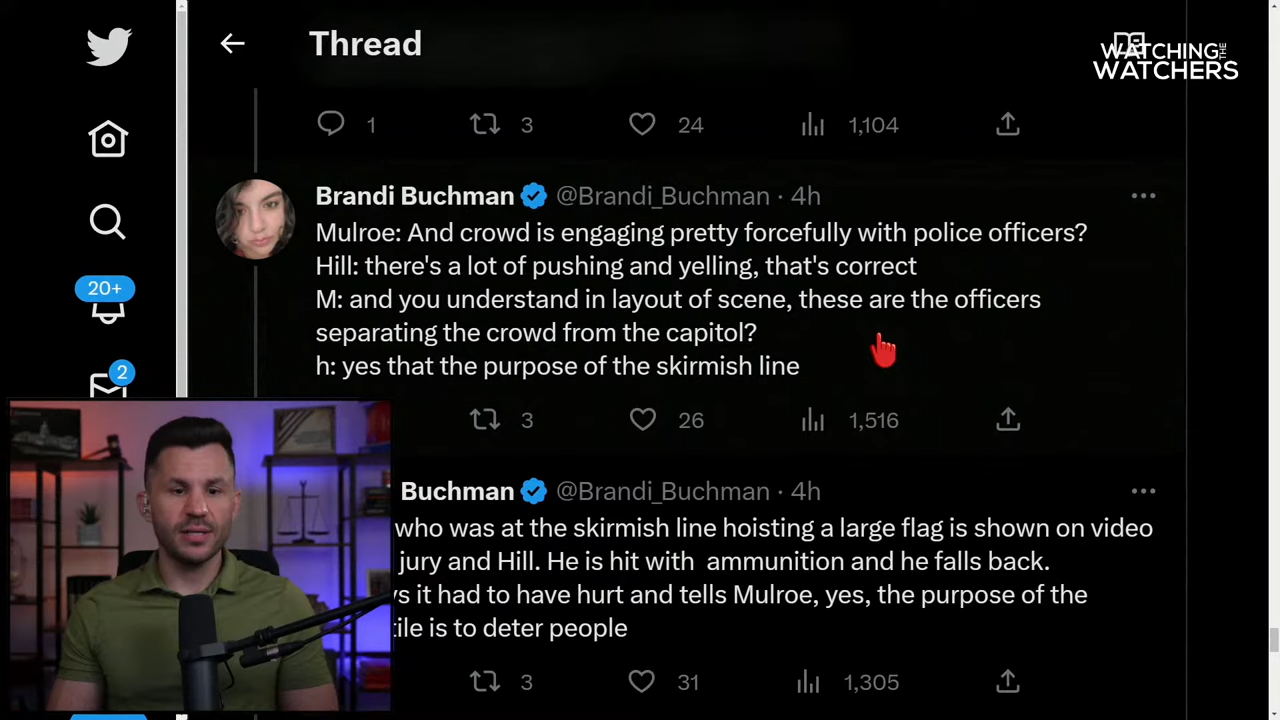 Thread
WATCHING THE
WATCHERS
1 3 24 1,104
Brandi Buchman @Brandi_Buchman · 4h
Mulroe: And crowd is engaging pretty forcefully with police officers?
Hill: there's a lot of pushing and yelling, that's correct
M: and you understand in layout of scene, these are the officers
separating the crowd from the capitol?
h: yes that the purpose of the skirmish line
20+
2
3 26 1,516
Buchman @Brandi_Buchman · 4h
who was at the skirmish line hoisting a large flag is shown on video
jury and Hill. He is hit with ammunition and he falls back.
it had to have hurt and tells Mulroe, yes, the purpose of the
is to deter people
3 31 1,305